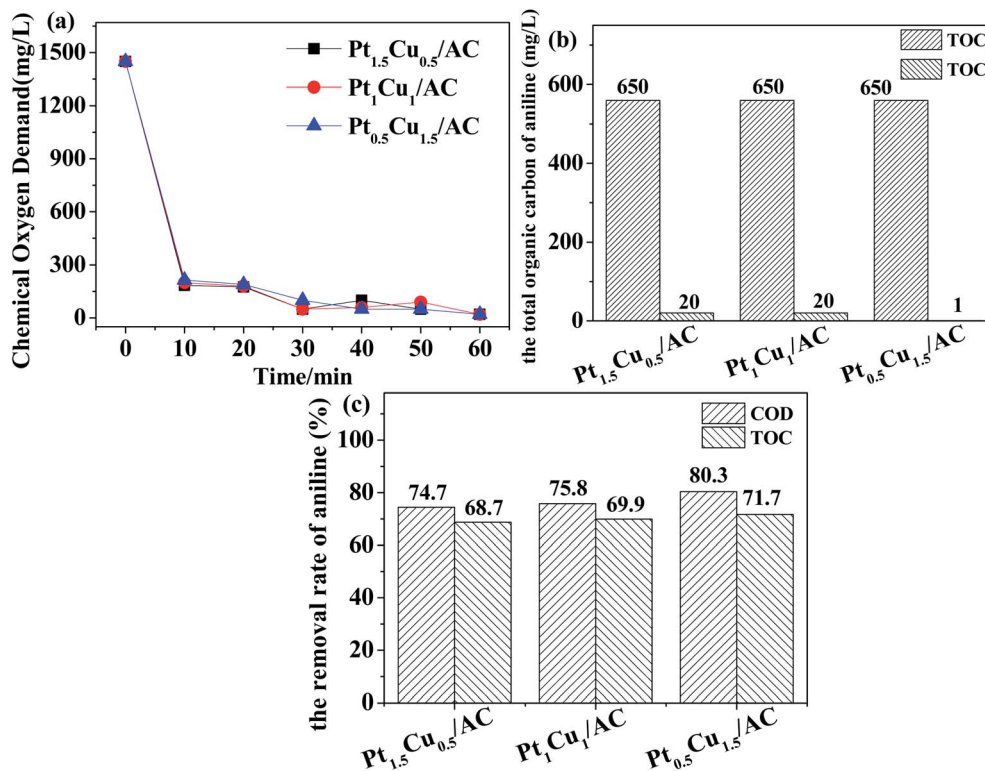 (a)
Pt1.5Cu0.5/AC
Pt1Cu1/AC
Pt0.5Cu1.5/AC
Chemical Oxygen Demand(mg/L)
1500
1200
900
600
300
0
0 10 20 30 40 50 60
Time/min
(b)
TOC
TOC
the total organic carbon of aniline (mg/L)
600
400
200
0
650 650 650
20 20 1
Pt1.5Cu0.5/AC Pt1Cu1/AC Pt0.5Cu1.5/AC
(c)
COD
TOC
the removal rate of aniline (%)
100
80
60
40
20
0
74.7 68.7 75.8 69.9 80.3 71.7
Pt1.5Cu0.5/AC Pt1Cu1/AC Pt0.5Cu1.5/AC